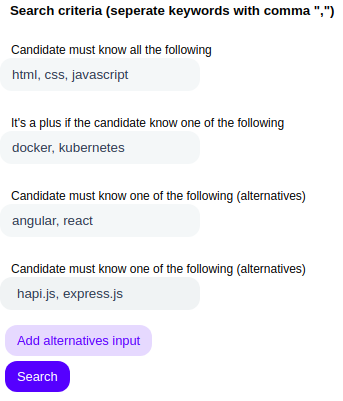 Search criteria (seperate keywords with comma ",")
Candidate must know all the following
html, css, javascript
It's a plus if the candidate know one of the following
docker, kubernetes
Candidate must know one of the following (alternatives)
angular, react
Candidate must know one of the following (alternatives)
hapi.js, express.js
Add alternatives input
Search